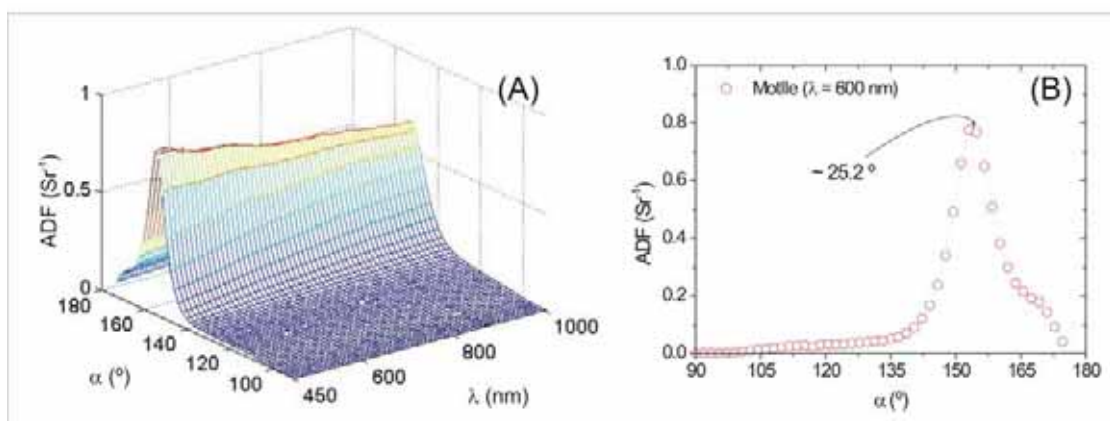 (A)
1
0.5
0
ADF (Sr-1)
180
160
140
120
100
α (º)
450
600
800
1000
λ (nm)
(B)
1.0
0.8
0.6
0.4
0.2
0.0
ADF (Sr-1)
Motile (λ = 600 nm)
~ 25.2 º
90 105 120 135 150 165 180
α (º)